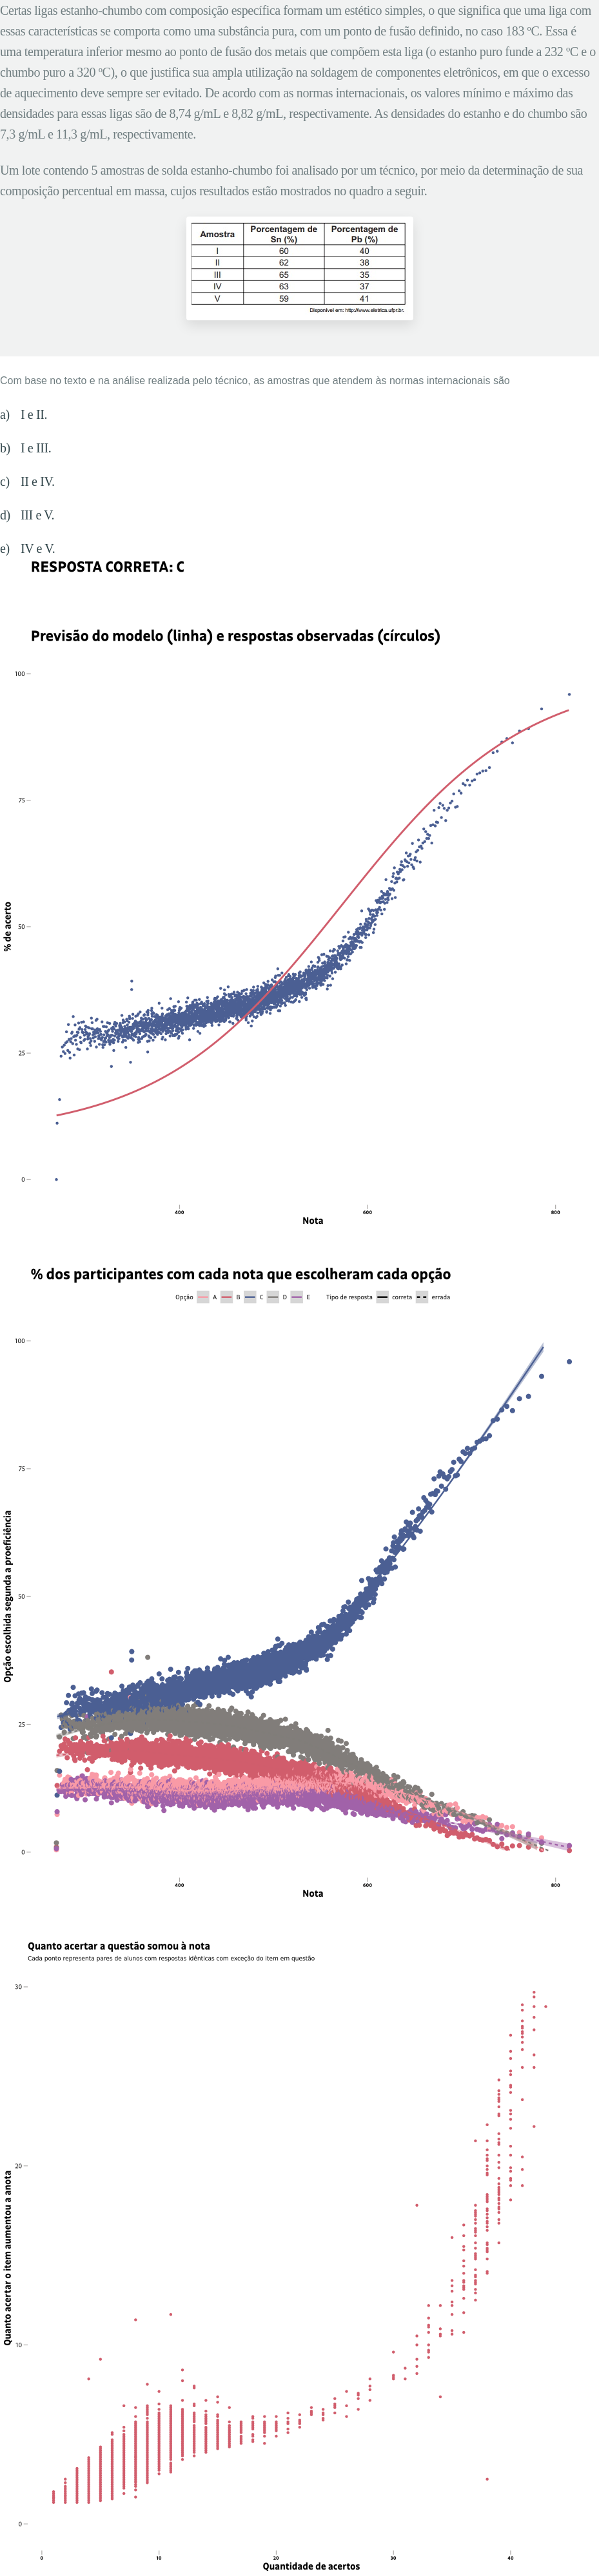 Certas ligas estanho-chumbo com composição específica formam um estético simples, o que significa que uma liga com
essas características se comporta como uma substância pura, com um ponto de fusão definido, no caso 183 ºC. Essa é
uma temperatura inferior mesmo ao ponto de fusão dos metais que compõem esta liga (o estanho puro funde a 232 ºC e o
chumbo puro a 320 ºC), o que justifica sua ampla utilização na soldagem de componentes eletrônicos, em que o excesso
de aquecimento deve sempre ser evitado. De acordo com as normas internacionais, os valores mínimo e máximo das
densidades para essas ligas são de 8,74 g/mL e 8,82 g/mL, respectivamente. As densidades do estanho e do chumbo são
7,3 g/mL e 11,3 g/mL, respectivamente.
Um lote contendo 5 amostras de solda estanho-chumbo foi analisado por um técnico, por meio da determinação de sua
composição percentual em massa, cujos resultados estão mostrados no quadro a seguir.
Amostra Porcentagem de Sn (%) Porcentagem de Pb (%)
I 60 40
II 62 38
III 65 35
IV 63 37
V 59 41
Disponível em: http://www.eletrica.ufpr.br.
Com base no texto e na análise realizada pelo técnico, as amostras que atendem às normas internacionais são
a) I e II.
b) I e III.
c) II e IV.
d) III e V.
e) IV e V.
RESPOSTA CORRETA: C
Previsão do modelo (linha) e respostas observadas (círculos)
100
75
50
25
0
% de acerto
400 600 800
Nota
% dos participantes com cada nota que escolheram cada opção
Opção A B C D E Tipo de resposta correta errada
100
75
50
25
0
Opção escolhida segunda a proeficiência
400 600 800
Nota
Quanto acertar a questão somou à nota
Cada ponto representa pares de alunos com respostas idênticas com exceção do item em questão
30
20
10
0
Quanto acertar o item aumentou a anota
0 10 20 30 40
Quantidade de acertos